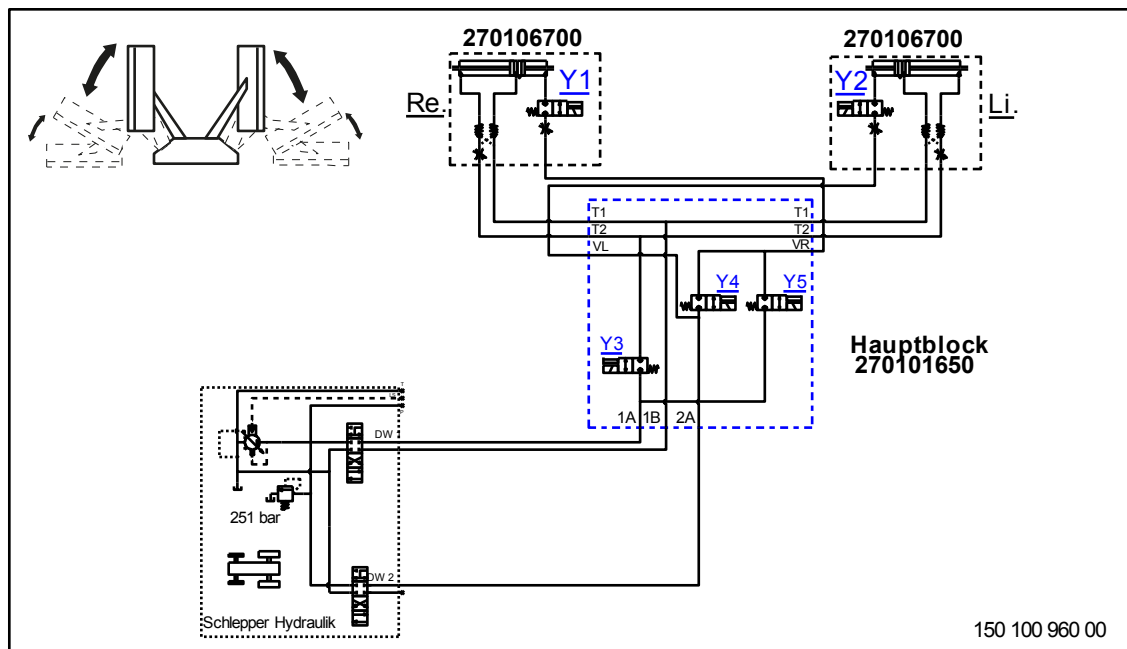 270106700
270106700
Y1
Y2
Re.
Li.
T1
T1
T2
T2
VL
VR
Y4
Y5
Y3
Hauptblock
270101650
1A
1B
2A
DW
251 bar
DW 2
Schlepper Hydraulik
150 100 960 00